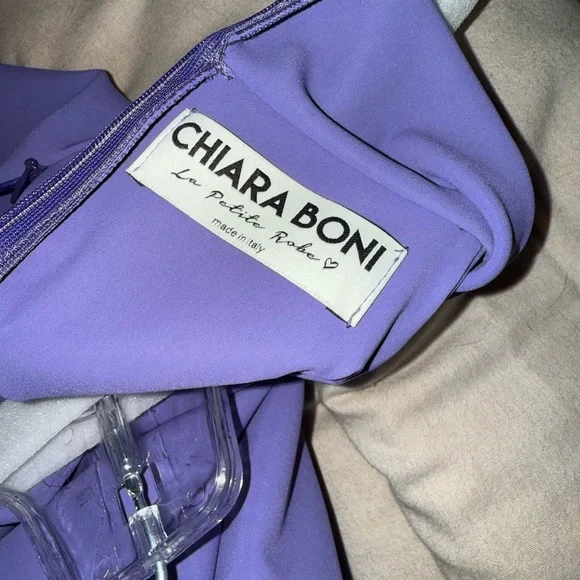 CHIARA BONI
La Petite Robe ♡
made in italy